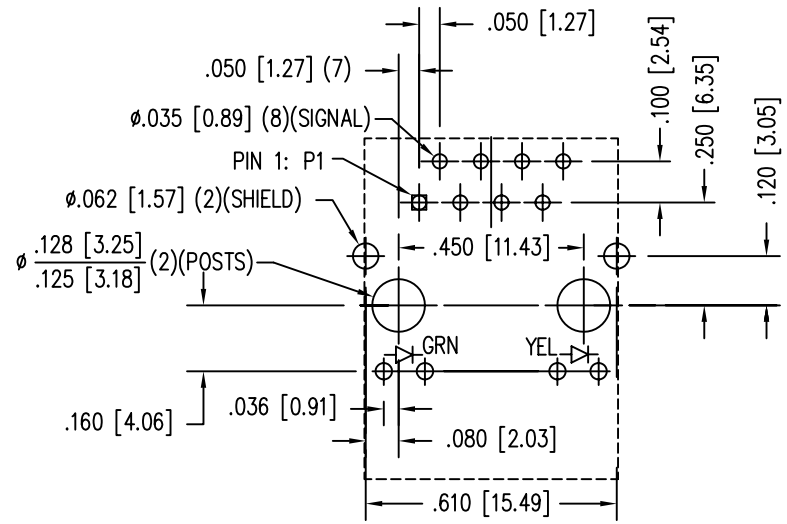 .050 [1.27]
.050 [1.27] (7)
.100 [2.54]
.250 [6.35]
.120 [3.05]
ø.035 [0.89] (8)(SIGNAL)
PIN 1: P1
ø.062 [1.57] (2)(SHIELD)
ø .128 [3.25]
.125 [3.18] (2)(POSTS)
.450 [11.43]
GRN
YEL
.036 [0.91]
.160 [4.06]
.080 [2.03]
.610 [15.49]